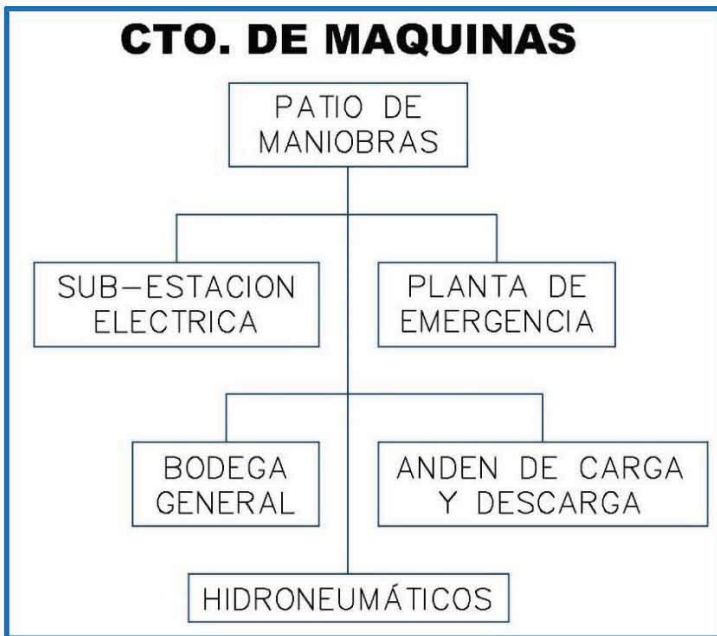 CTO. DE MAQUINAS
PATIO DE
MANIOBRAS
SUB-ESTACION
ELECTRICA
PLANTA DE
EMERGENCIA
BODEGA
GENERAL
ANDEN DE CARGA
Y DESCARGA
HIDRONEUMÁTICOS